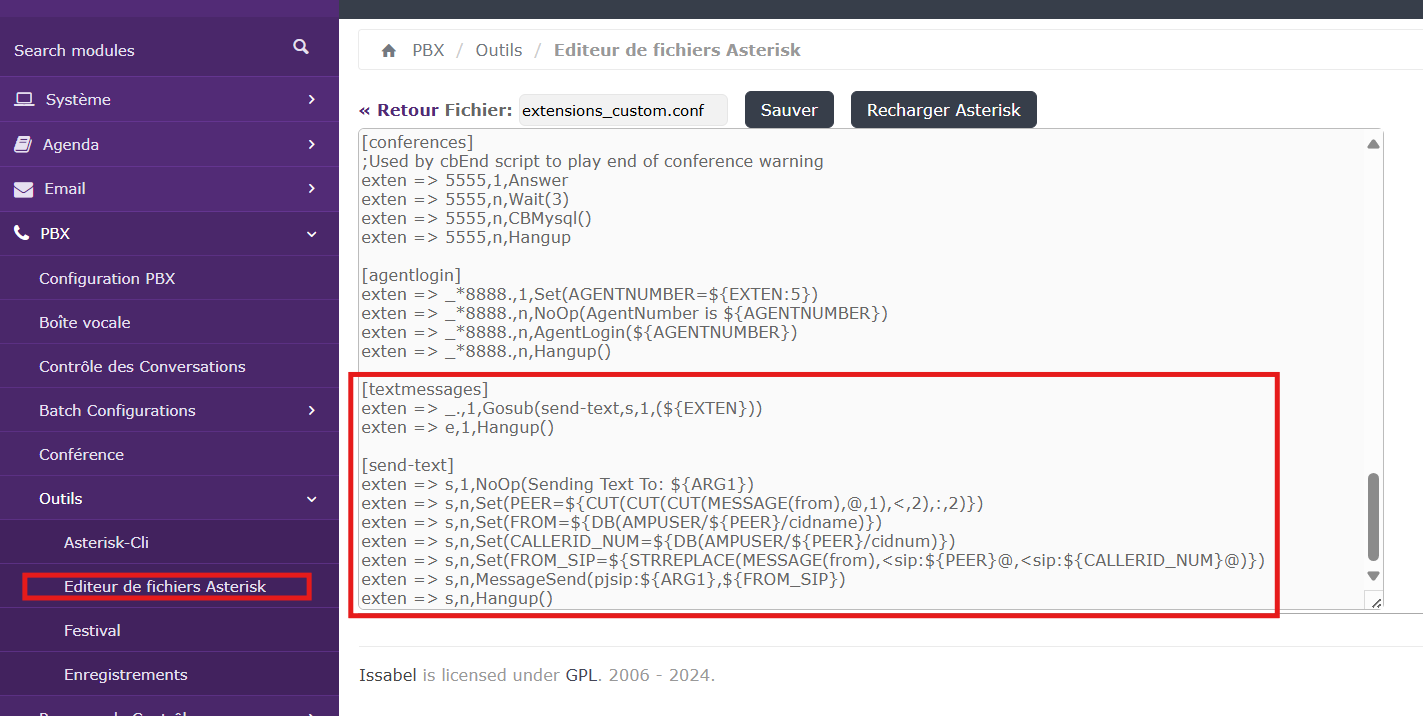 Search modules
Système
Agenda
Email
PBX
Configuration PBX
Boîte vocale
Contrôle des Conversations
Batch Configurations
Conférence
Outils
Asterisk-Cli
Editeur de fichiers Asterisk
Festival
Enregistrements
PBX / Outils / Editeur de fichiers Asterisk
« Retour Fichier: extensions_custom.conf Sauver Recharger Asterisk
[conferences]
;Used by cbEnd script to play end of conference warning
exten => 5555,1,Answer
exten => 5555,n,Wait(3)
exten => 5555,n,CBMysql()
exten => 5555,n,Hangup
[agentlogin]
exten => _*8888.,1,Set(AGENTNUMBER=${EXTEN:5})
exten => _*8888.,n,NoOp(AgentNumber is ${AGENTNUMBER})
exten => _*8888.,n,AgentLogin(${AGENTNUMBER})
exten => _*8888.,n,Hangup()
[textmessages]
exten => _.,1,Gosub(send-text,s,1,(${EXTEN}))
exten => e,1,Hangup()
[send-text]
exten => s,1,NoOp(Sending Text To: ${ARG1})
exten => s,n,Set(PEER=${CUT(CUT(CUT(MESSAGE(from),@,1),<,2),:,2)})
exten => s,n,Set(FROM=${DB(AMPUSER/${PEER}/cidname)})
exten => s,n,Set(CALLERID_NUM=${DB(AMPUSER/${PEER}/cidnum)})
exten => s,n,Set(FROM_SIP=${STRREPLACE(MESSAGE(from),<sip:${PEER}@,<sip:${CALLERID_NUM}@)})
exten => s,n,MessageSend(pjsip:${ARG1},${FROM_SIP})
exten => s,n,Hangup()
Issabel is licensed under GPL. 2006 - 2024.